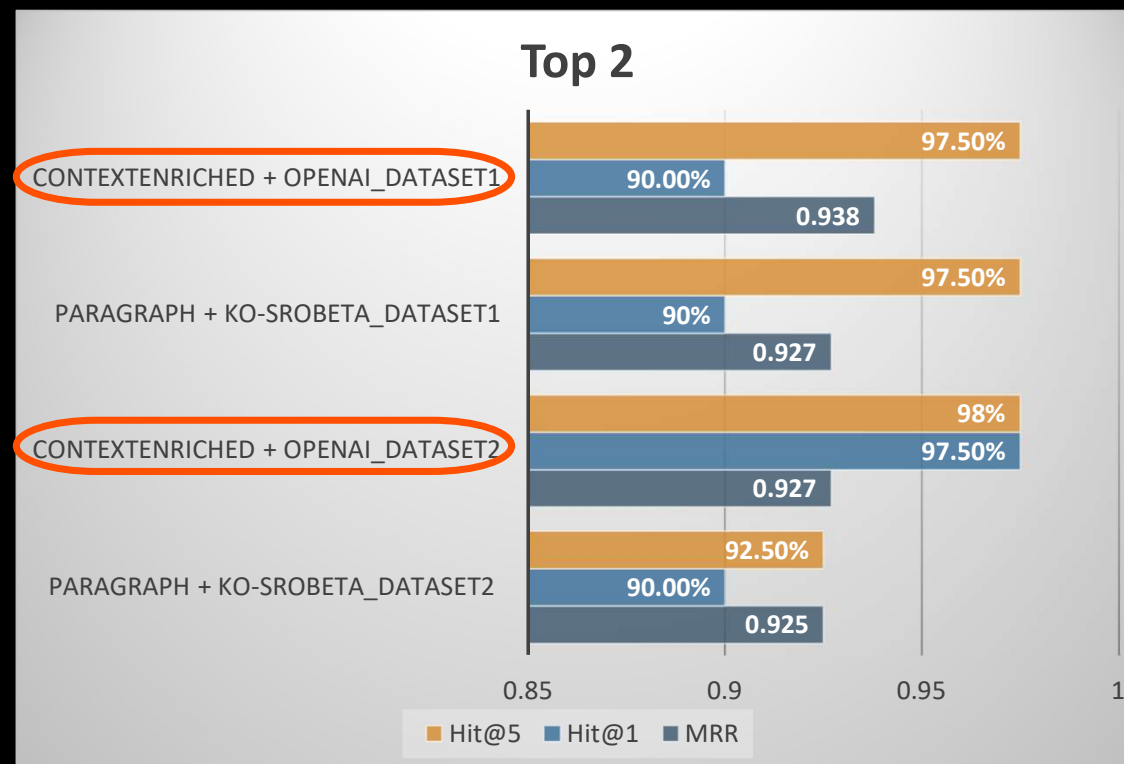 Top 2
CONTEXTENRICHED + OPENAI_DATASET1
97.50%
90.00%
0.938
PARAGRAPH + KO-SROBETA_DATASET1
97.50%
90%
0.927
CONTEXTENRICHED + OPENAI_DATASET2
98%
97.50%
0.927
PARAGRAPH + KO-SROBETA_DATASET2
92.50%
90.00%
0.925
0.85 0.9 0.95 1
Hit@5 Hit@1 MRR